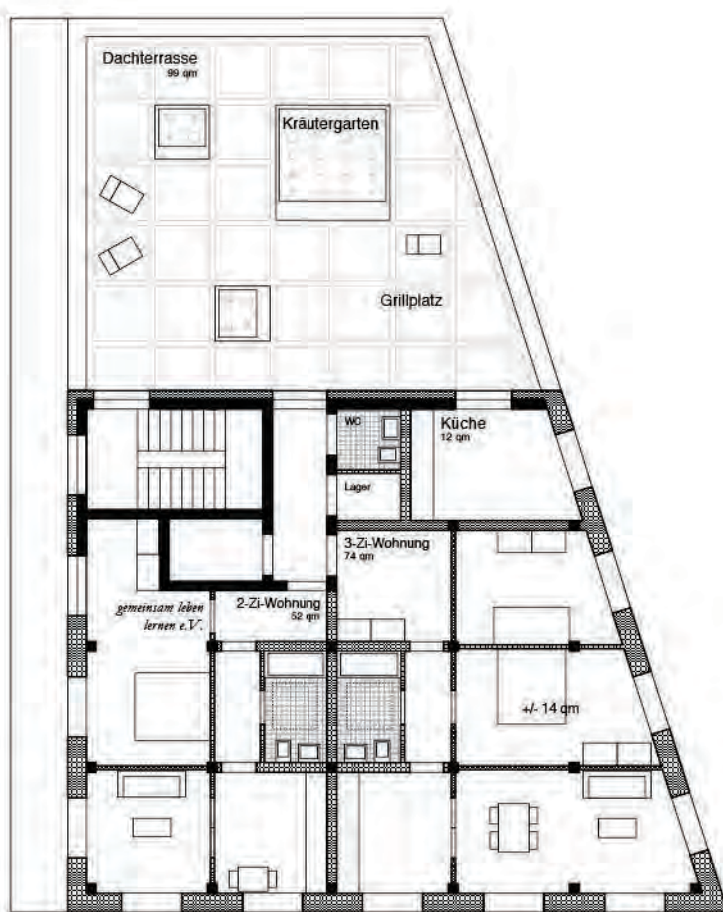 Dachterrasse
99 qm
Kräutergarten
Grillplatz
WC
Küche
12 qm
Lager
3-Zi-Wohnung
74 qm
gemeinsam leben
lernen e.V.
2-Zi-Wohnung
52 qm
+/- 14 qm